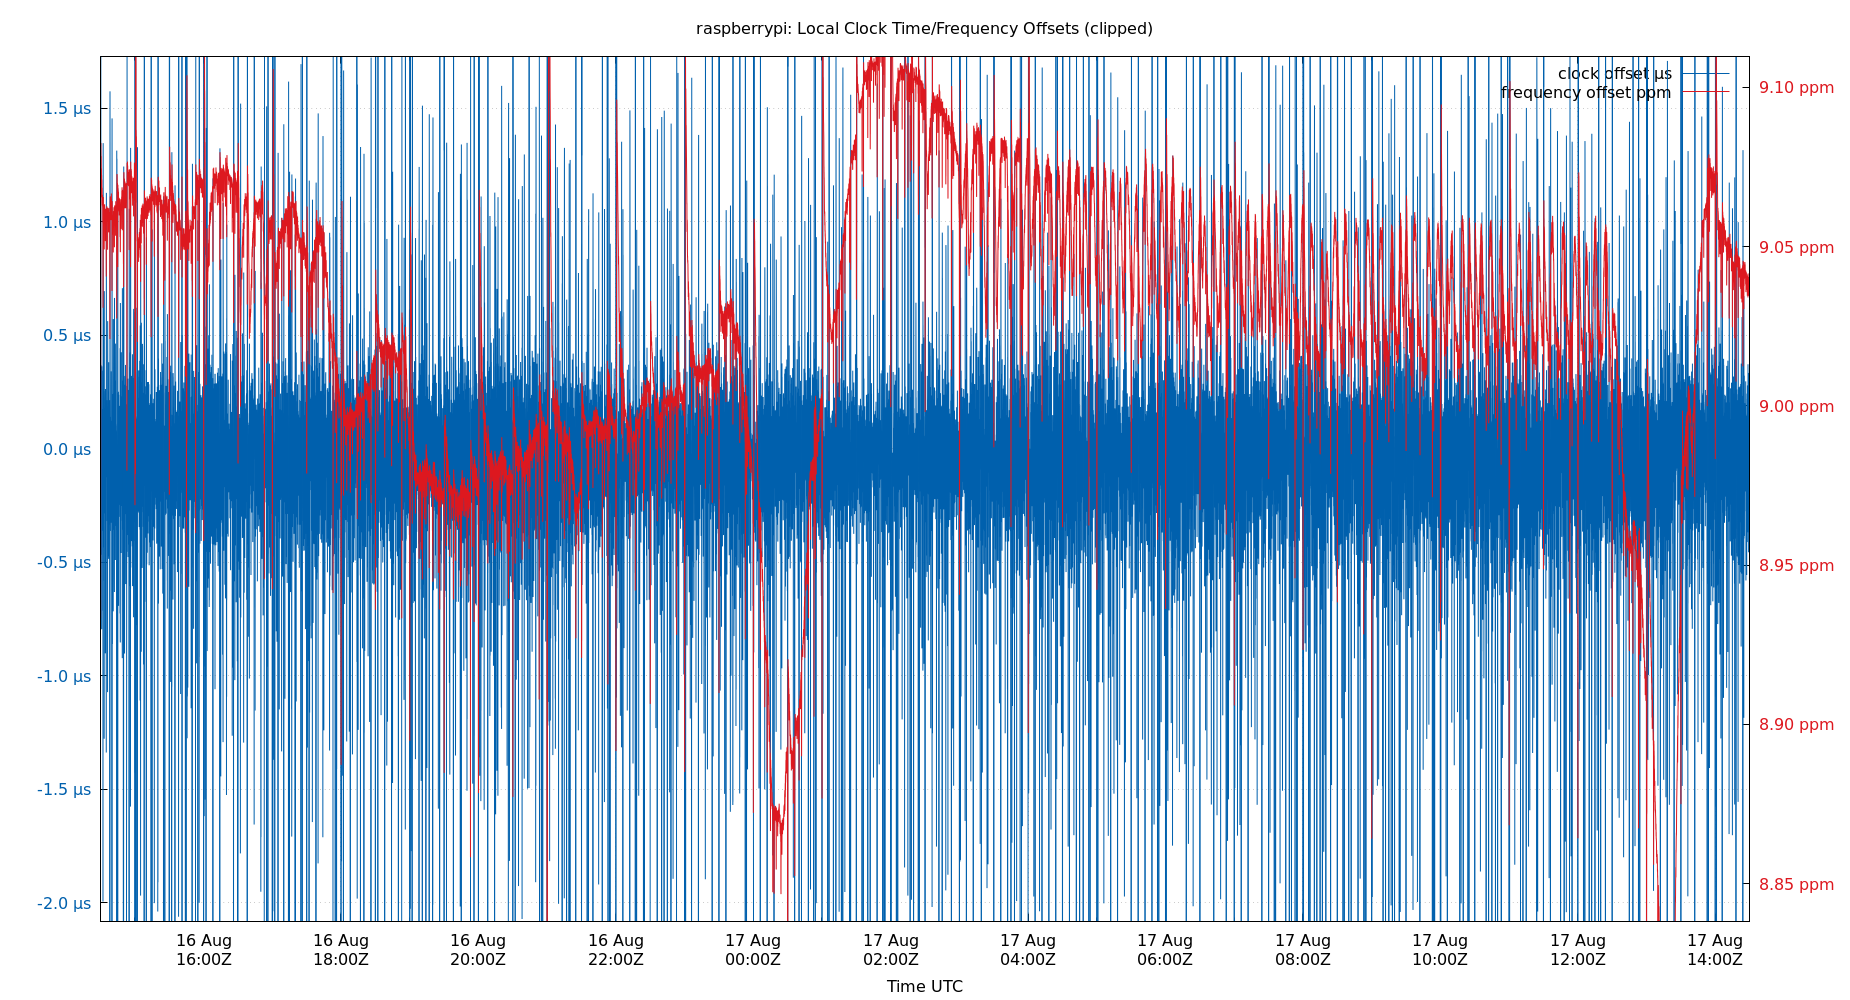 raspberrypi: Local Clock Time/Frequency Offsets (clipped)
clock offset µs
frequency offset ppm
1.5 µs
1.0 µs
0.5 µs
0.0 µs
-0.5 µs
-1.0 µs
-1.5 µs
-2.0 µs
9.10 ppm
9.05 ppm
9.00 ppm
8.95 ppm
8.90 ppm
8.85 ppm
16 Aug 16 Aug 16 Aug 16 Aug 17 Aug 17 Aug 17 Aug 17 Aug 17 Aug 17 Aug 17 Aug 17 Aug
16:00Z 18:00Z 20:00Z 22:00Z 00:00Z 02:00Z 04:00Z 06:00Z 08:00Z 10:00Z 12:00Z 14:00Z
Time UTC